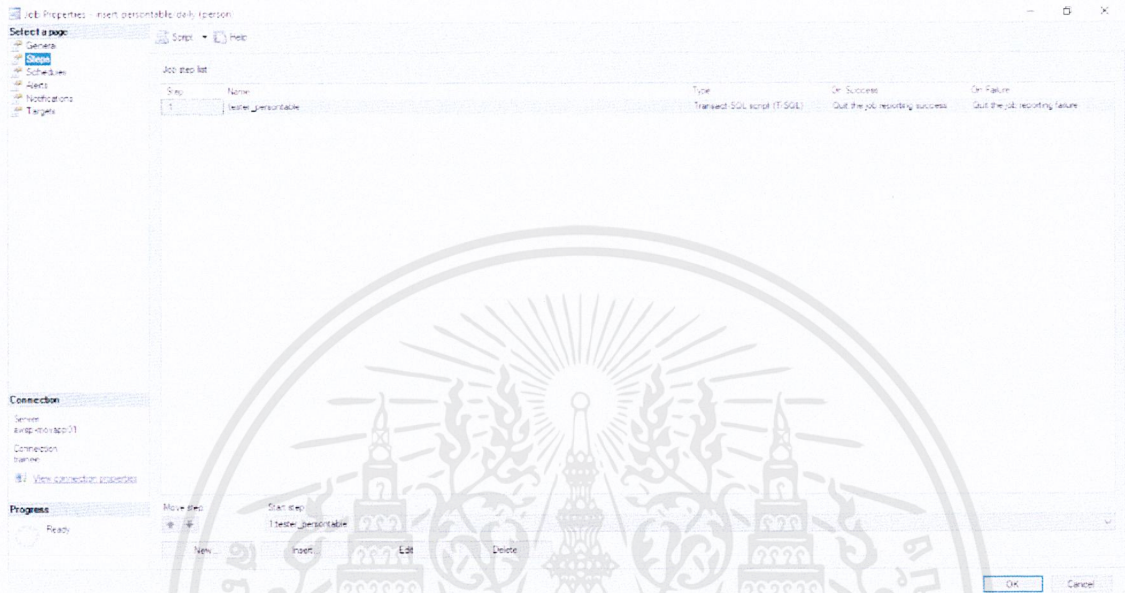 Job Properties - insert persontable daily (person)
Select a page
General
Steps
Schedules
Alerts
Notifications
Targets
Script
Help
Job step list
Step Name Type On Success On Failure
1 tester_persontable Transact-SQL script (T-SQL) Quit the job reporting success Quit the job reporting failure
Connection
Server:
Connection:
trainee
View connection properties
Progress
Ready
Move step:
Start step:
1:tester_persontable
New... Insert... Edit Delete
OK Cancel